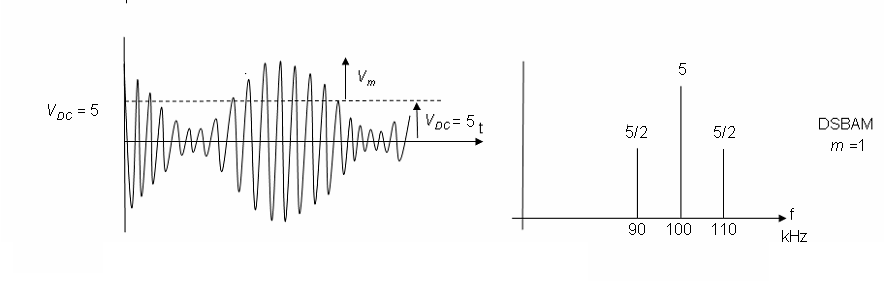 V_DC = 5
V_m
V_DC = 5
t
5
5/2
5/2
90 100 110
f
kHz
DSBAM
m =1